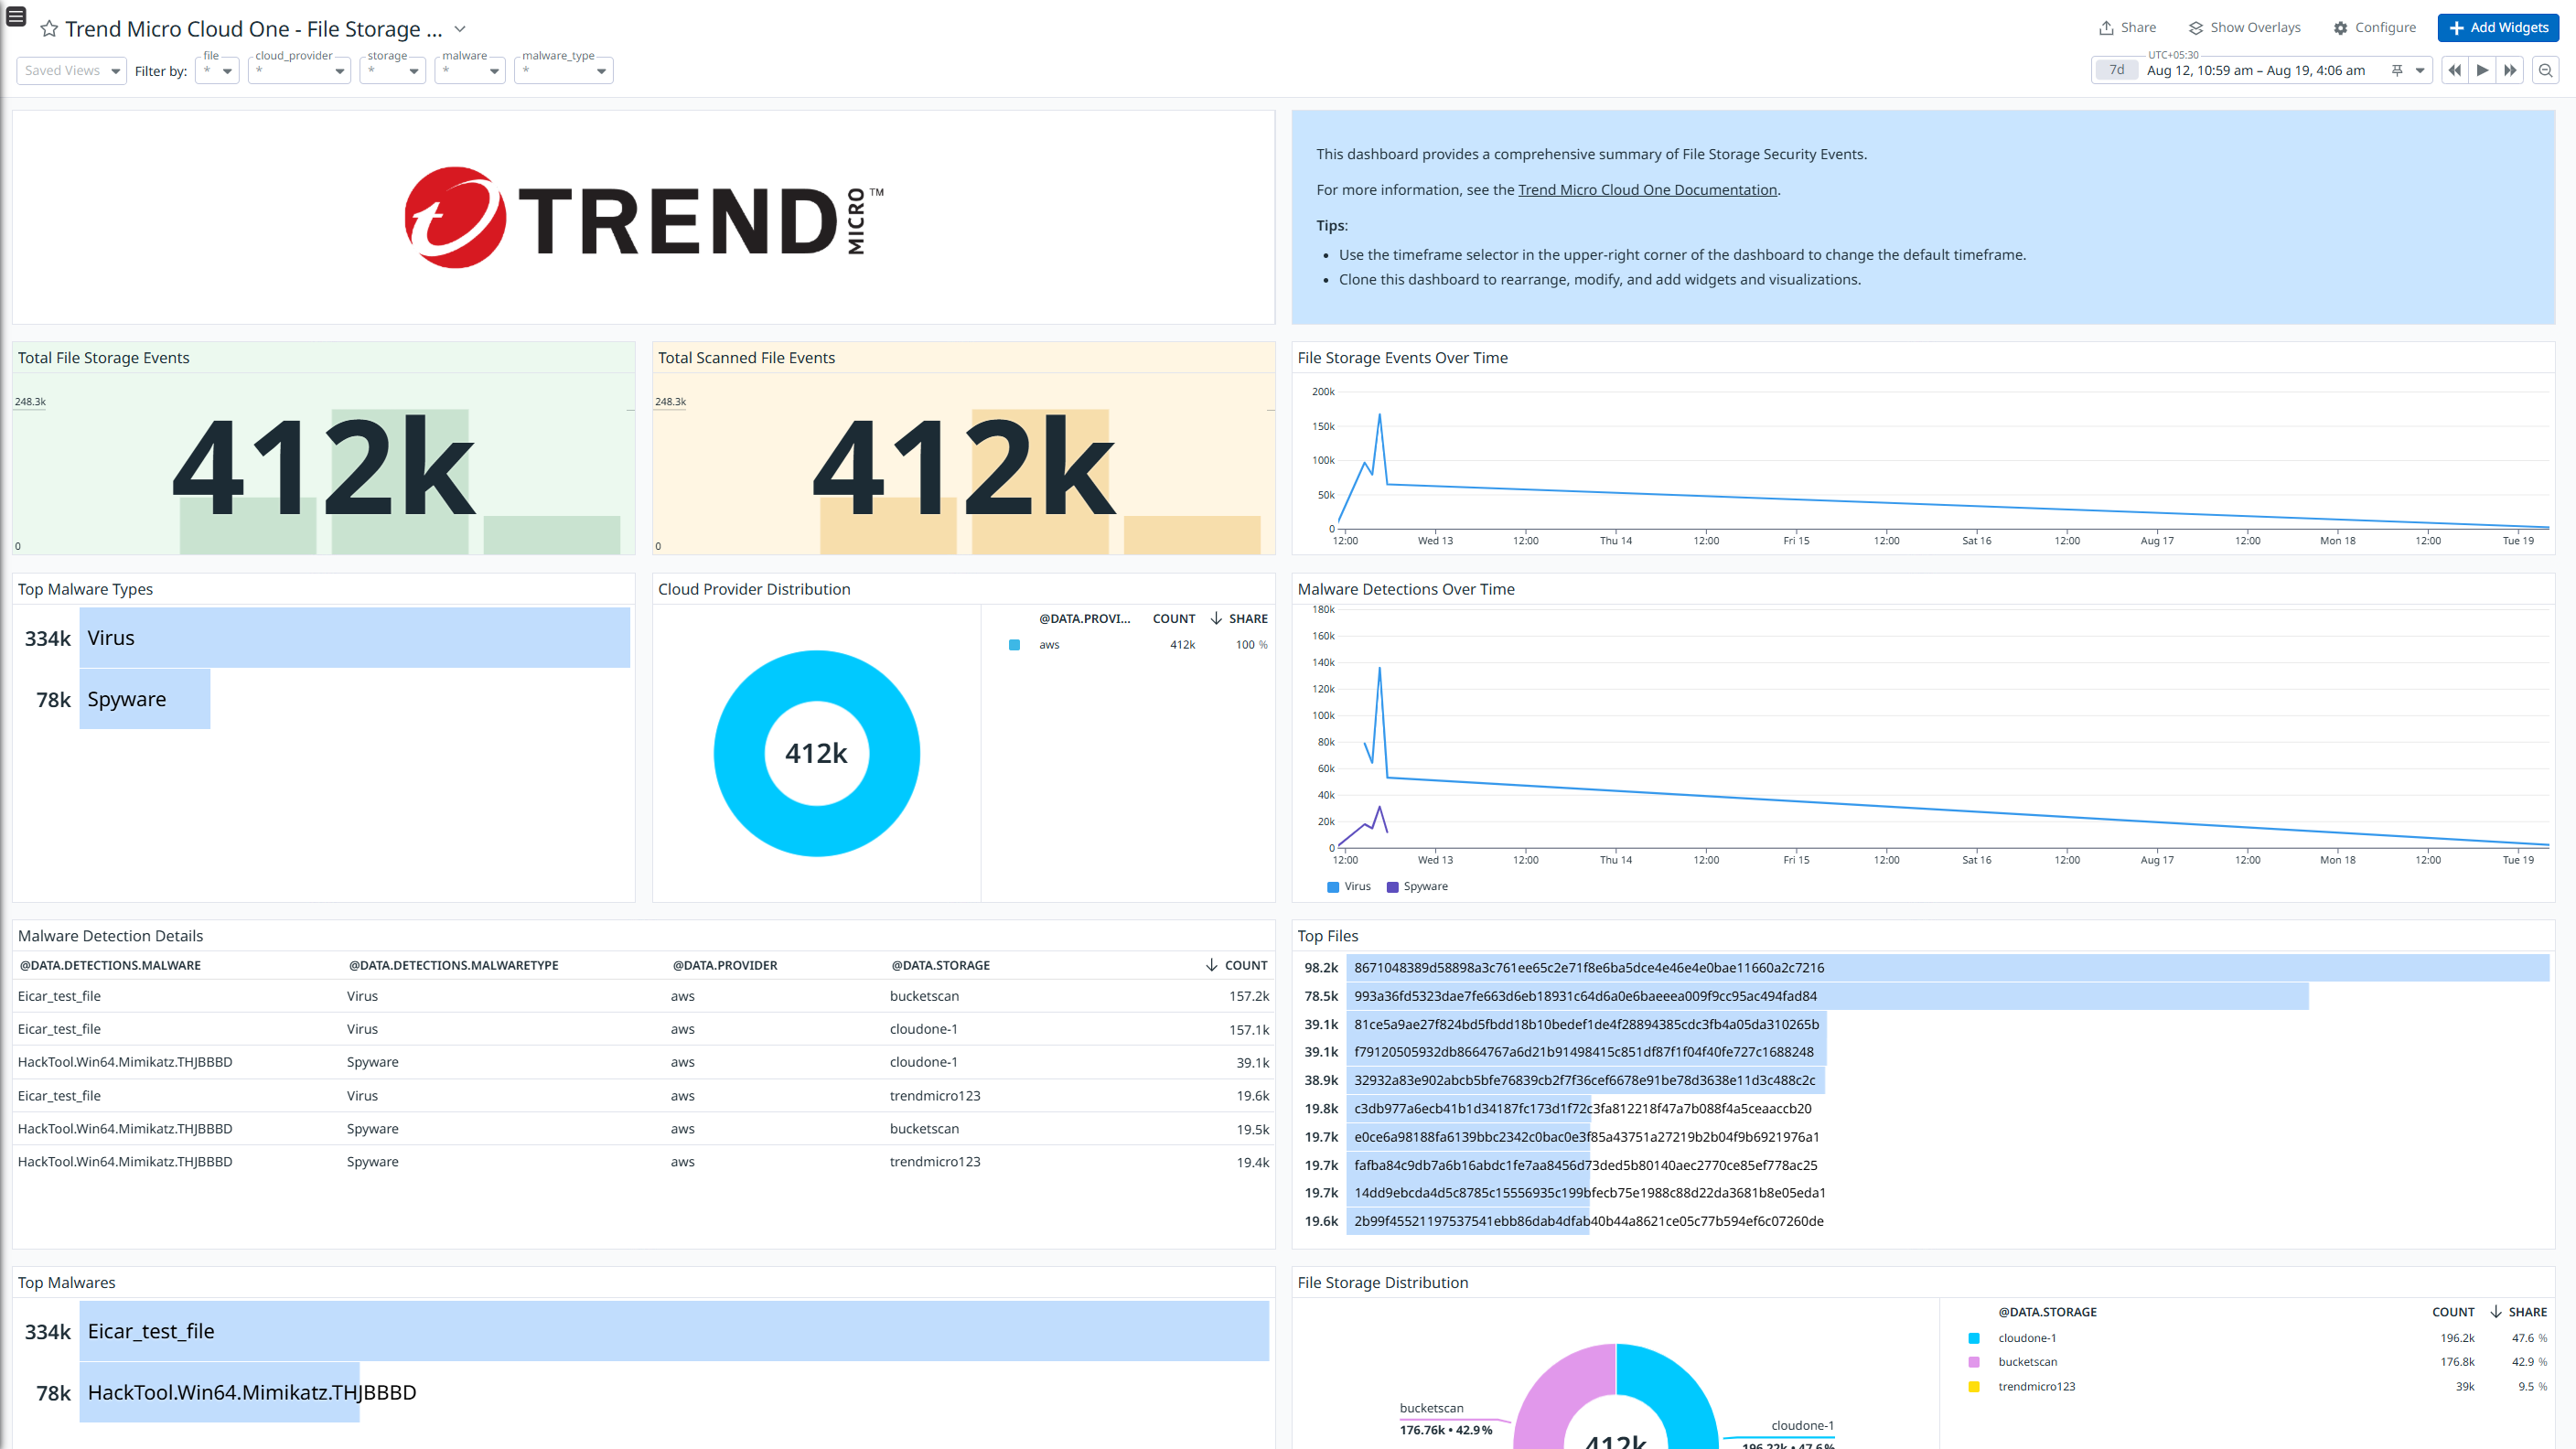 Trend Micro Cloud One - File Storage ...
Share
Show Overlays
Configure
Add Widgets
Saved Views
Filter by:
file
*
cloud_provider
*
storage
*
malware
*
malware_type
*
UTC+05:30
7d
Aug 12, 10:59 am – Aug 19, 4:06 am
TREND MICRO ™
This dashboard provides a comprehensive summary of File Storage Security Events.
For more information, see the Trend Micro Cloud One Documentation.
Tips:
• Use the timeframe selector in the upper-right corner of the dashboard to change the default timeframe.
• Clone this dashboard to rearrange, modify, and add widgets and visualizations.
Total File Storage Events
248.3k
412k
0
Total Scanned File Events
248.3k
412k
0
File Storage Events Over Time
200k
150k
100k
50k
0
12:00 Wed 13 12:00 Thu 14 12:00 Fri 15 12:00 Sat 16 12:00 Aug 17 12:00 Mon 18 12:00 Tue 19
Top Malware Types
334k Virus
78k Spyware
Cloud Provider Distribution
412k
@DATA.PROVI... COUNT SHARE
aws 412k 100 %
Malware Detections Over Time
180k
160k
140k
120k
100k
80k
60k
40k
20k
0
12:00 Wed 13 12:00 Thu 14 12:00 Fri 15 12:00 Sat 16 12:00 Aug 17 12:00 Mon 18 12:00 Tue 19
Virus Spyware
Malware Detection Details
@DATA.DETECTIONS.MALWARE @DATA.DETECTIONS.MALWARETYPE @DATA.PROVIDER @DATA.STORAGE COUNT
Eicar_test_file Virus aws bucketscan 157.2k
Eicar_test_file Virus aws cloudone-1 157.1k
HackTool.Win64.Mimikatz.THJBBBD Spyware aws cloudone-1 39.1k
Eicar_test_file Virus aws trendmicro123 19.6k
HackTool.Win64.Mimikatz.THJBBBD Spyware aws bucketscan 19.5k
HackTool.Win64.Mimikatz.THJBBBD Spyware aws trendmicro123 19.4k
Top Files
98.2k 8671048389d58898a3c761ee65c2e71f8e6ba5dce4e46e4e0bae11660a2c7216
78.5k 993a36fd5323dae7fe663d6eb18931c64d6a0e6baeeea009f9cc95ac494fad84
39.1k 81ce5a9ae27f824bd5fbdd18b10bedef1de4f28894385cdc3fb4a05da310265b
39.1k f79120505932db8664767a6d21b91498415c851df87f1f04f40fe727c1688248
38.9k 32932a83e902abcb5bfe76839cb2f7f36cef6678e91be78d3638e11d3c488c2c
19.8k c3db977a6ecb41b1d34187fc173d1f72c3fa812218f47a7b088f4a5ceaaccb20
19.7k e0ce6a98188fa6139bbc2342c0bac0e3f85a43751a27219b2b04f9b6921976a1
19.7k fafba84c9db7a6b16abdc1fe7aa8456d73ded5b80140aec2770ce85ef778ac25
19.7k 14dd9ebcda4d5c8785c15556935c199bfecb75e1988c88d22da3681b8e05eda1
19.6k 2b99f45521197537541ebb86dab4dfab40b44a8621ce05c77b594ef6c07260de
Top Malwares
334k Eicar_test_file
78k HackTool.Win64.Mimikatz.THJBBBD
File Storage Distribution
bucketscan
176.76k • 42.9%
412k
cloudone-1
196.22k • 47.6%
@DATA.STORAGE COUNT SHARE
cloudone-1 196.2k 47.6 %
bucketscan 176.8k 42.9 %
trendmicro123 39k 9.5 %